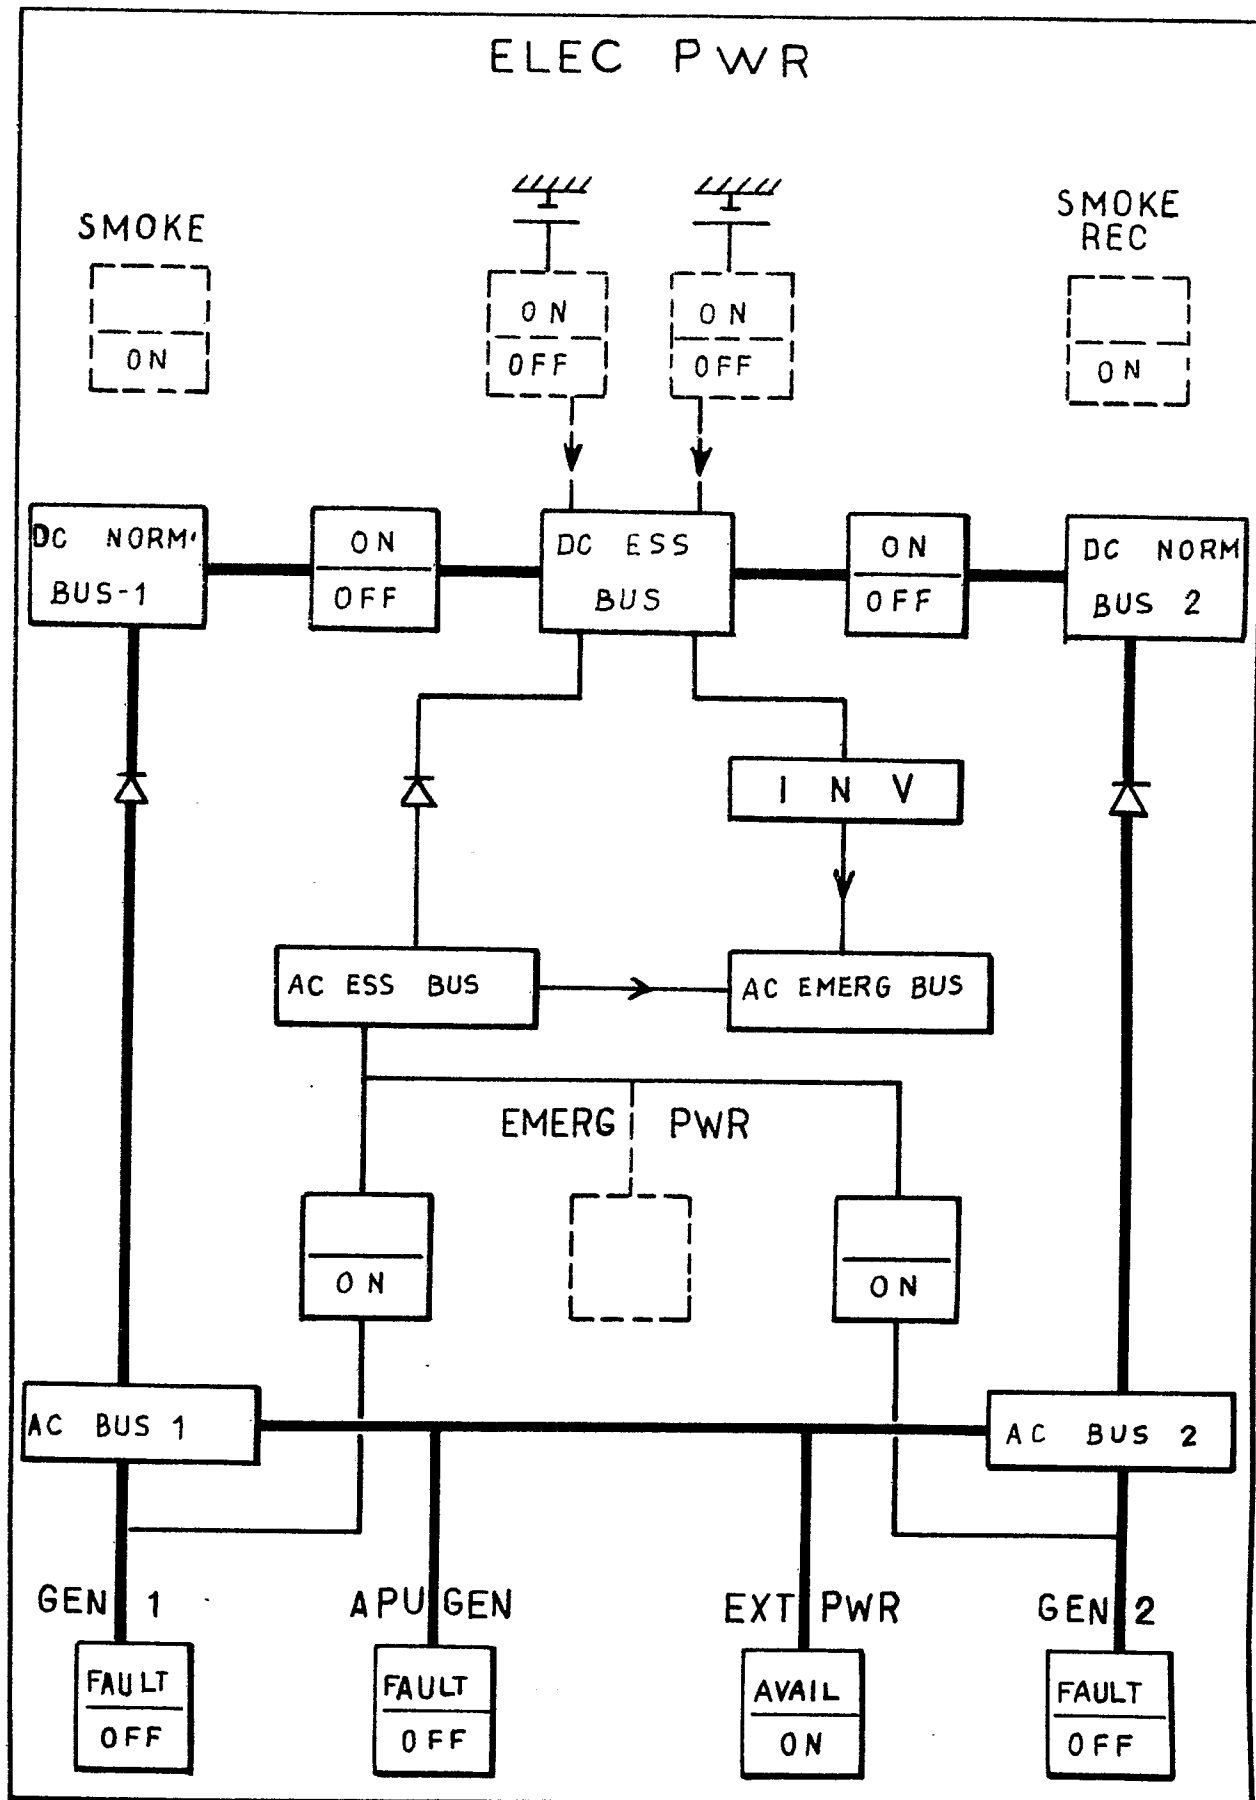 ELEC PWR
SMOKE
SMOKE
REC
ON
OFF
ON
OFF
ON
ON
DC NORM
BUS-1
ON
OFF
DC ESS
BUS
ON
OFF
DC NORM
BUS 2
INV
AC ESS BUS
AC EMERG BUS
EMERG PWR
ON
ON
AC BUS 1
AC BUS 2
GEN 1
APU GEN
EXT PWR
GEN 2
FAULT
OFF
FAULT
OFF
AVAIL
ON
FAULT
OFF